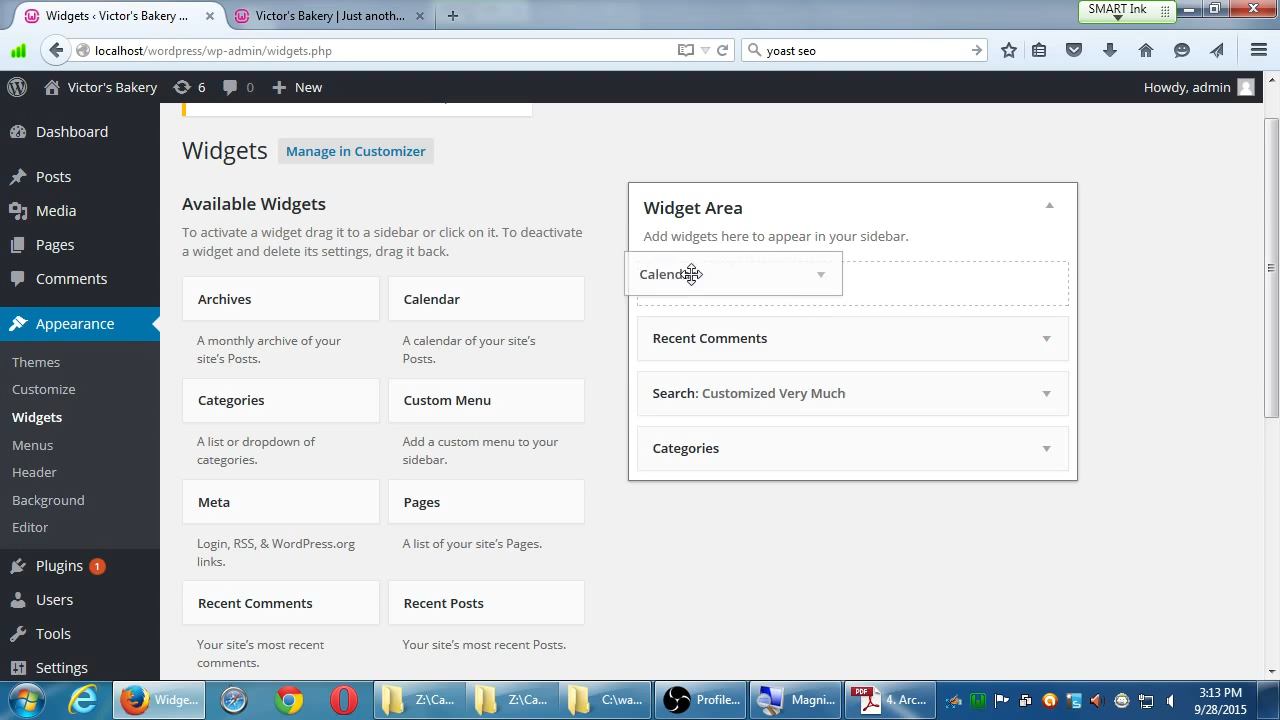 Widgets ‹ Victor's Bakery ...
Victor's Bakery | Just anoth...
SMART Ink
localhost/wordpress/wp-admin/widgets.php
yoast seo
Victor's Bakery
6
0
New
Howdy, admin
Dashboard
Posts
Media
Pages
Comments
Appearance
Themes
Customize
Widgets
Menus
Header
Background
Editor
Plugins 1
Users
Tools
Settings
Widgets
Manage in Customizer
Available Widgets
To activate a widget drag it to a sidebar or click on it. To deactivate
a widget and delete its settings, drag it back.
Archives
Calendar
A monthly archive of your
site's Posts.
A calendar of your site's
Posts.
Categories
Custom Menu
A list or dropdown of
categories.
Add a custom menu to your
sidebar.
Meta
Pages
Login, RSS, & WordPress.org
links.
A list of your site's Pages.
Recent Comments
Recent Posts
Your site's most recent
comments.
Your site's most recent Posts.
Widget Area
Add widgets here to appear in your sidebar.
Recent Comments
Search: Customized Very Much
Categories
Widge...
Z:\Ca...
Z:\Ca...
C:\wa...
Profile...
Magni...
PDF
4. Arc...
3:13 PM
9/28/2015